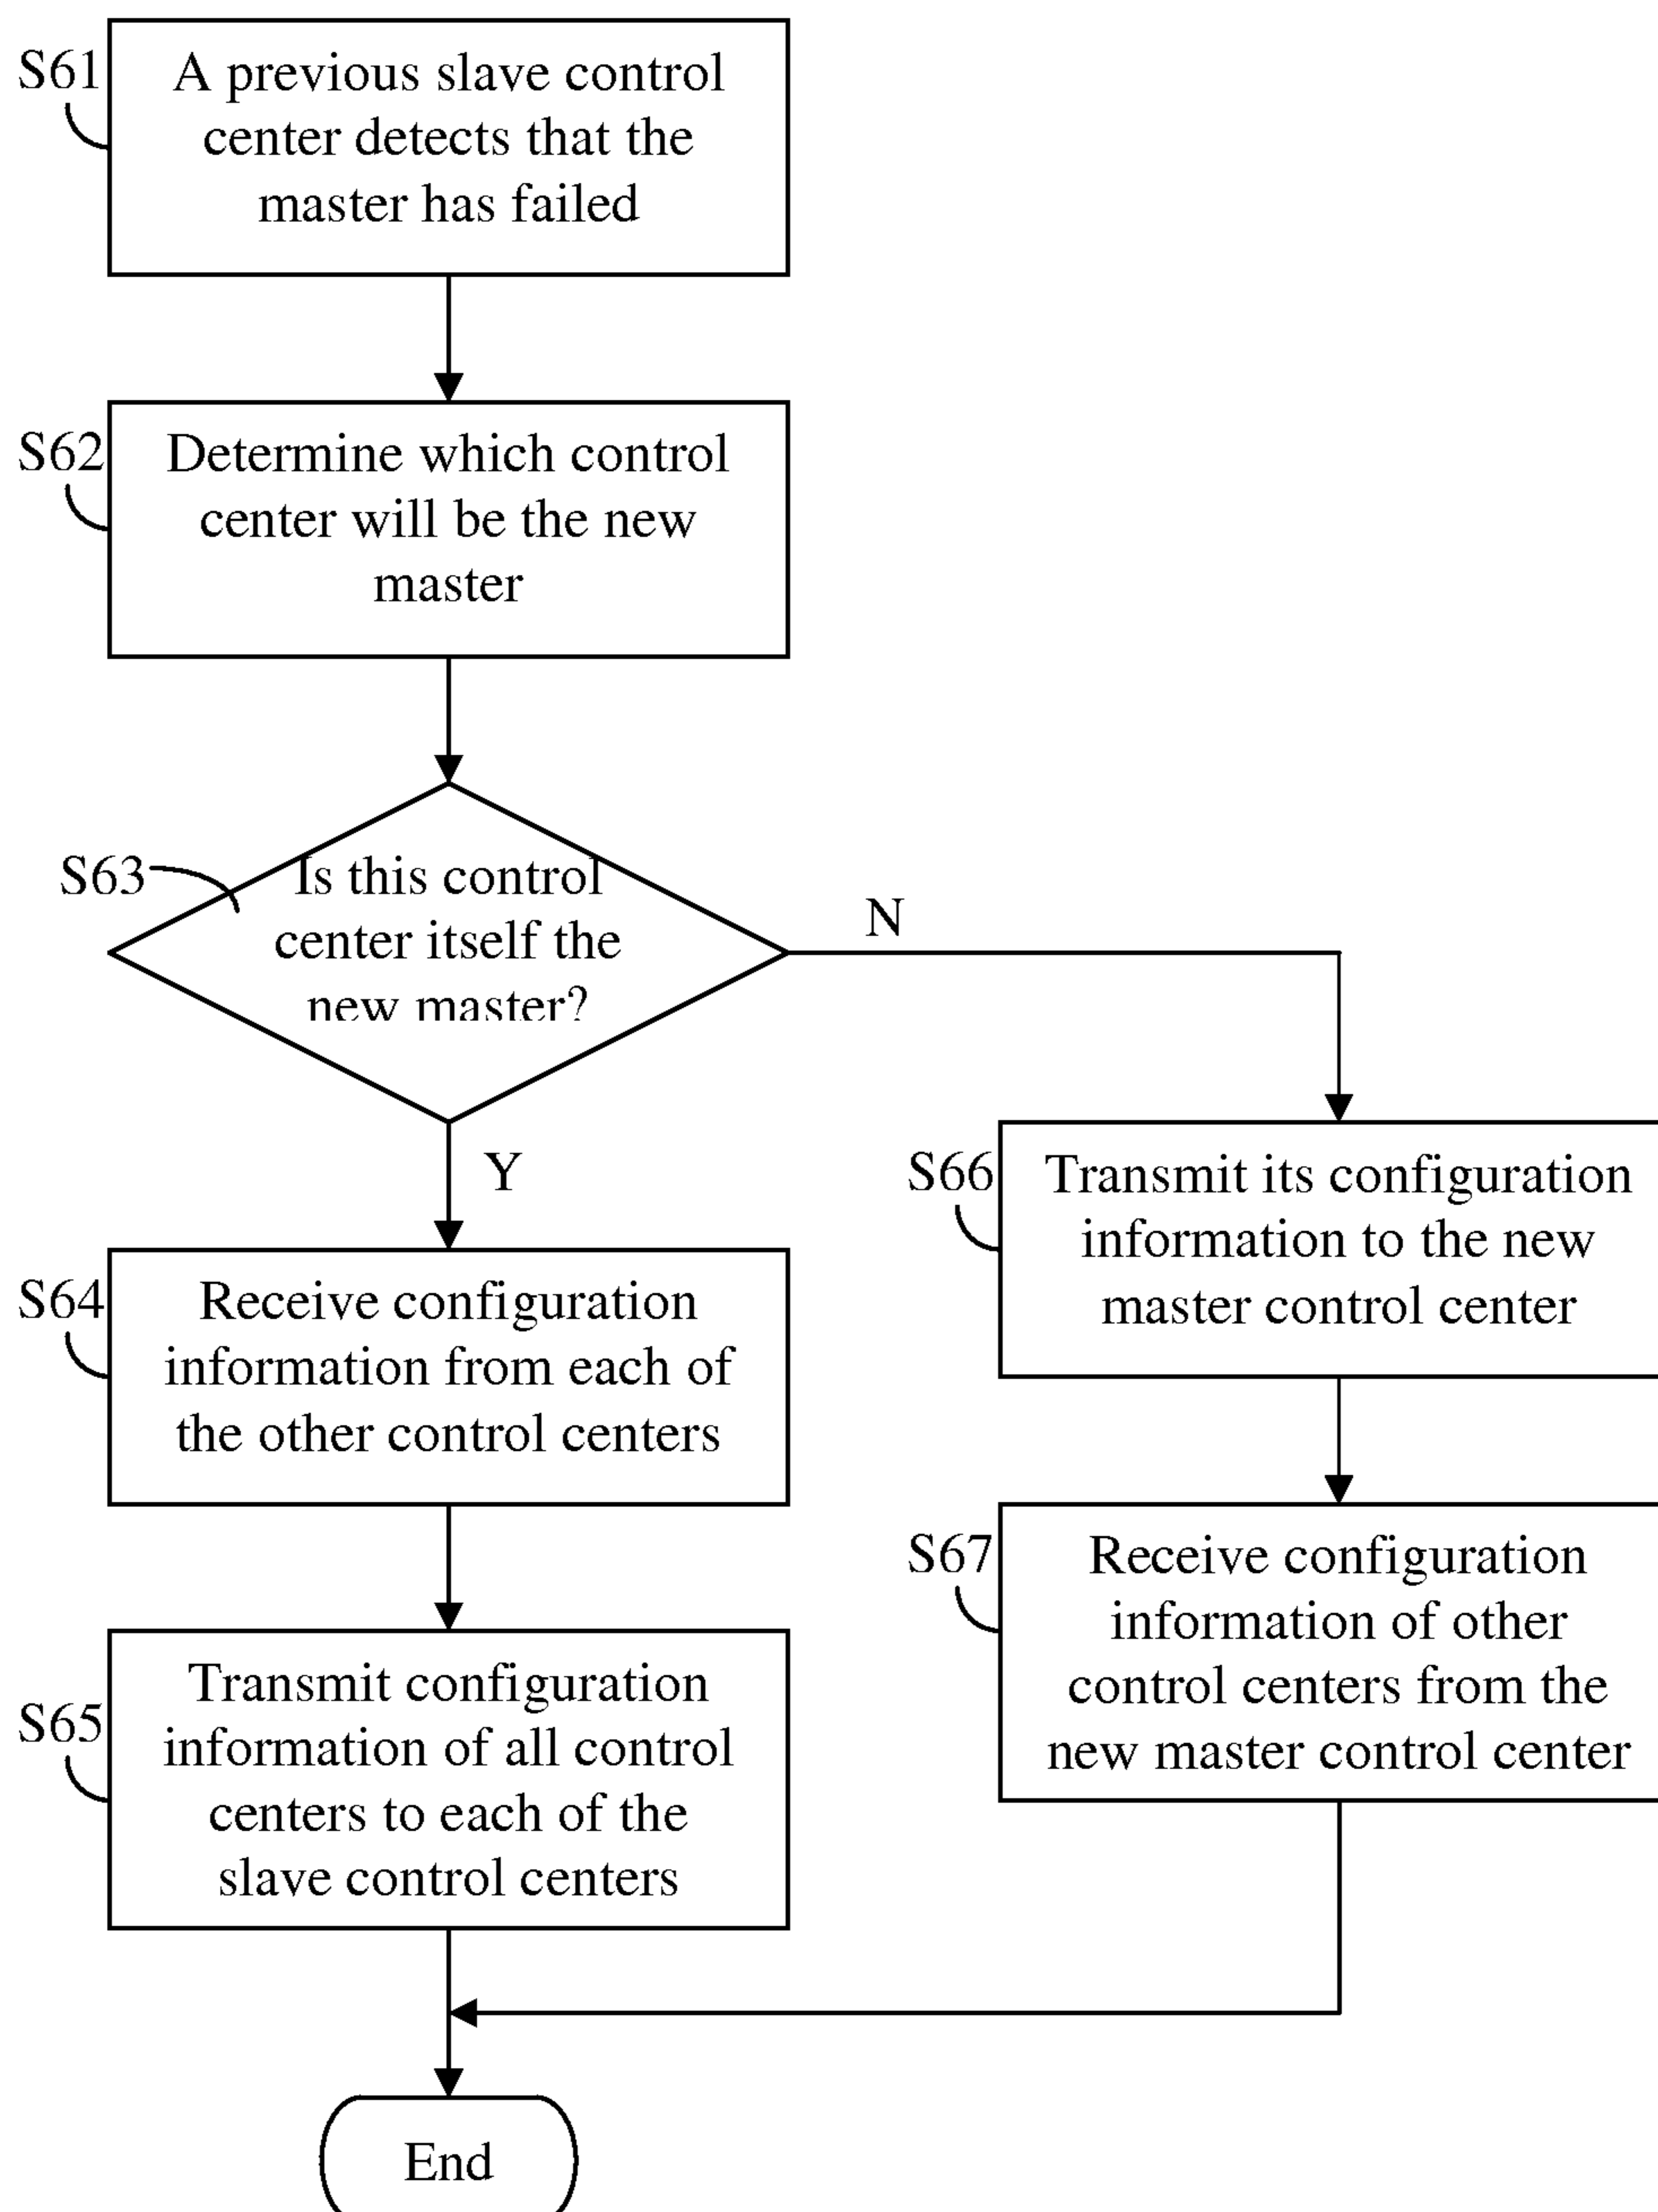 S61
A previous slave control
center detects that the
master has failed
S62
Determine which control
center will be the new
master
S63
Is this control
center itself the
new master?
N
Y
S64
Receive configuration
information from each of
the other control centers
S65
Transmit configuration
information of all control
centers to each of the
slave control centers
S66
Transmit its configuration
information to the new
master control center
S67
Receive configuration
information of other
control centers from the
new master control center
End